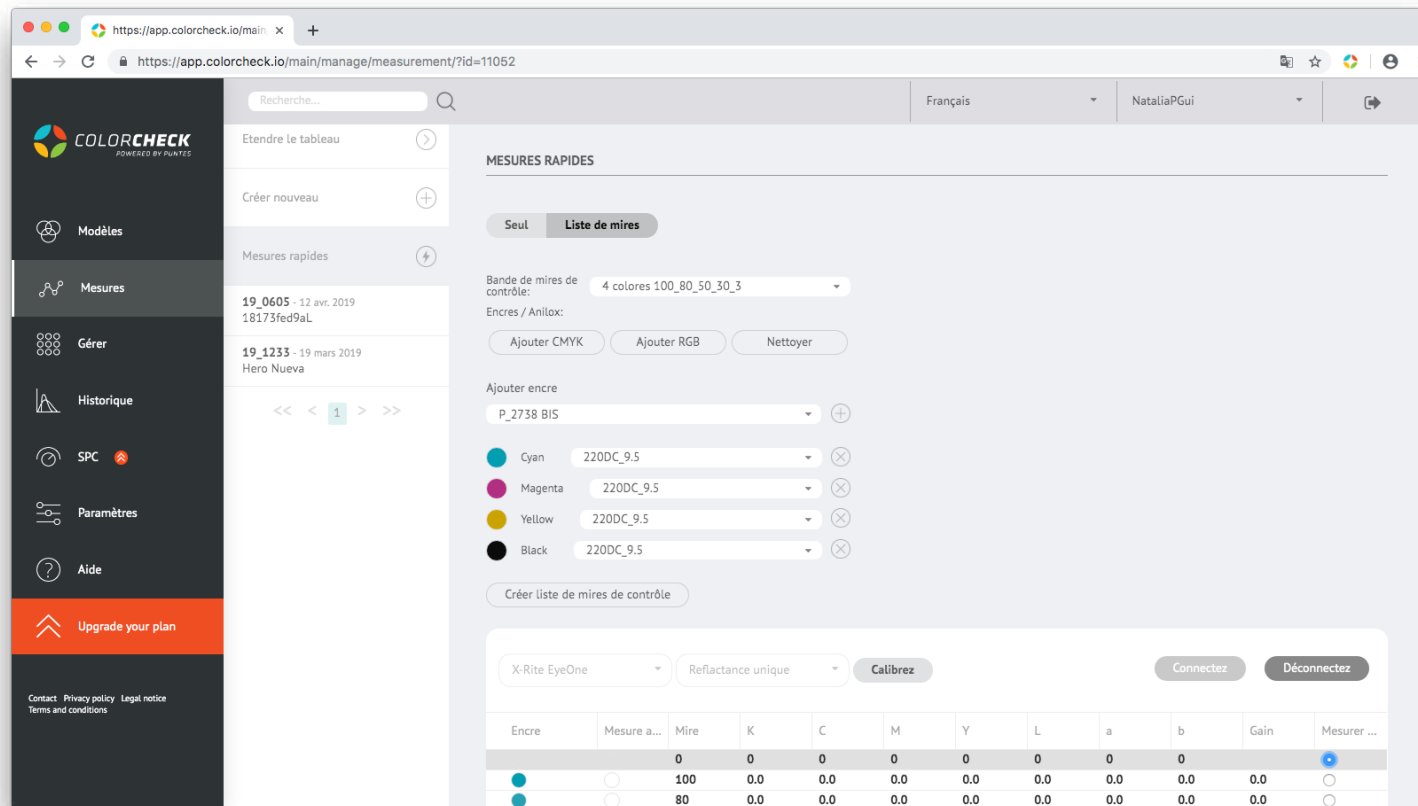 https://app.colorcheck.io/main
https://app.colorcheck.io/main/manage/measurement/?id=11052
COLORCHECK
POWERED BY PUNTES
Modèles
Mesures
Gérer
Historique
SPC
Paramètres
Aide
Upgrade your plan
Contact Privacy policy Legal notice
Terms and conditions
Recherche...
Français
NataliaPGui
Etendre le tableau
Créer nouveau
Mesures rapides
19_0605 - 12 avr. 2019
18173fed9aL
19_1233 - 19 mars 2019
Hero Nueva
<< < 1 > >>
MESURES RAPIDES
Seul Liste de mires
Bande de mires de
contrôle:
4 colores 100_80_50_30_3
Encres / Anilox:
Ajouter CMYK Ajouter RGB Nettoyer
Ajouter encre
P_2738 BIS
Cyan 220DC_9.5
Magenta 220DC_9.5
Yellow 220DC_9.5
Black 220DC_9.5
Créer liste de mires de contrôle
X-Rite EyeOne Reflactance unique Calibrez Connectez Déconnectez
Encre Mesure a... Mire K C M Y L a b Gain Mesurer ...
0 0 0 0 0 0 0 0
100 0.0 0.0 0.0 0.0 0.0 0.0 0.0 0.0
80 0.0 0.0 0.0 0.0 0.0 0.0 0.0 0.0